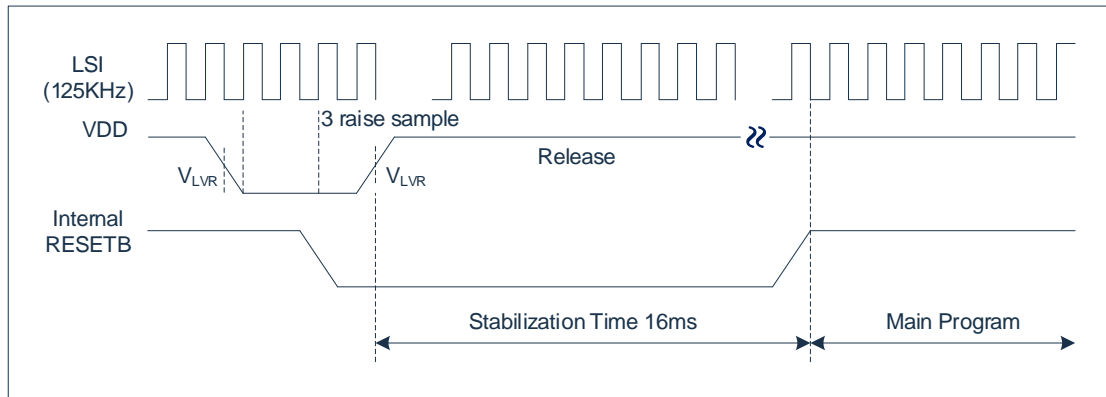 LSI
(125KHz)
3 raise sample
VDD
Release
VLVR
VLVR
Internal
RESETB
Stabilization Time 16ms
Main Program